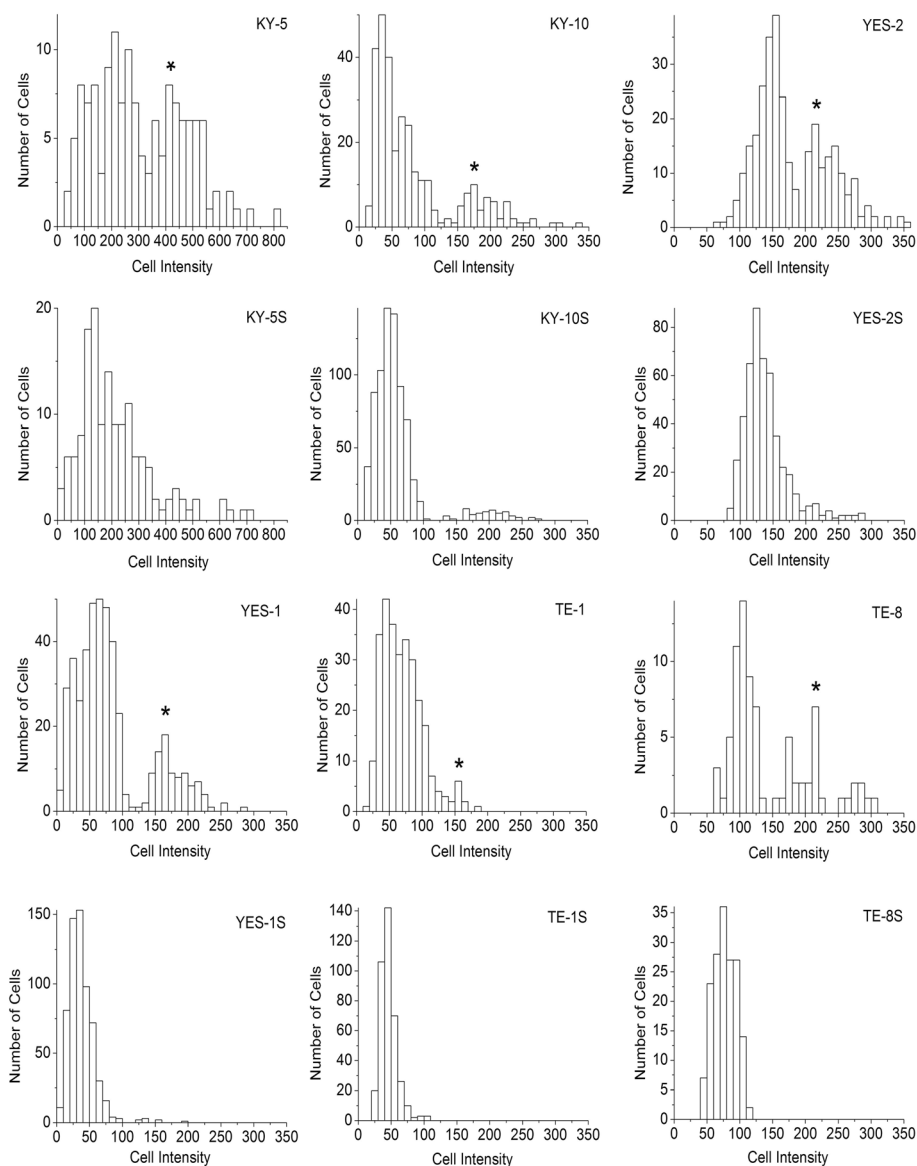 KY-5
*
Number of Cells
10
5
0
100 200 300 400 500 600 700 800
Cell Intensity
KY-10
*
Number of Cells
40
20
0
0 50 100 150 200 250 300 350
Cell Intensity
YES-2
*
Number of Cells
30
20
10
0
0 50 100 150 200 250 300 350
Cell Intensity
KY-5S
Number of Cells
20
10
0
100 200 300 400 500 600 700 800
Cell Intensity
KY-10S
Number of Cells
100
50
0
0 50 100 150 200 250 300 350
Cell Intensity
YES-2S
Number of Cells
80
60
40
20
0
0 50 100 150 200 250 300 350
Cell Intensity
YES-1
*
Number of Cells
40
20
0
0 50 100 150 200 250 300 350
Cell Intensity
TE-1
*
Number of Cells
40
30
20
10
0
0 50 100 150 200 250 300 350
Cell Intensity
TE-8
*
Number of Cells
10
5
0
0 50 100 150 200 250 300 350
Cell Intensity
YES-1S
Number of Cells
150
100
50
0
0 50 100 150 200 250 300 350
Cell Intensity
TE-1S
Number of Cells
140
120
100
80
60
40
20
0
0 50 100 150 200 250 300 350
Cell Intensity
TE-8S
Number of Cells
35
30
25
20
15
10
5
0
0 50 100 150 200 250 300 350
Cell Intensity